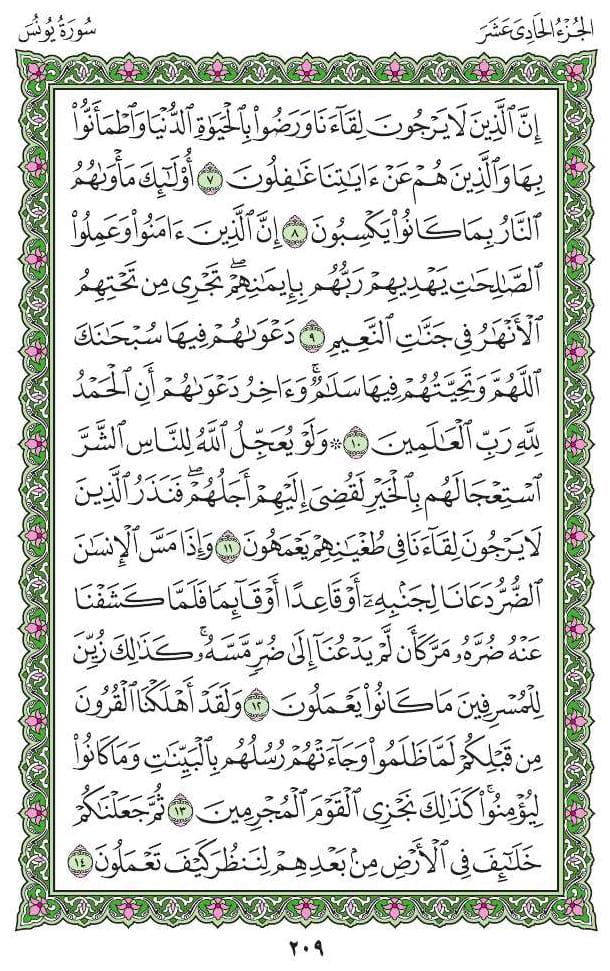 الجُزْءُ الحَادِى عَشَرَ
سُورَةُ يُونُسَ
إِنَّ ٱلَّذِينَ لَا يَرْجُونَ لِقَآءَنَا وَرَضُوا۟ بِٱلْحَيَوٰةِ ٱلدُّنْيَا وَٱطْمَأَنُّوا۟
بِهَا وَٱلَّذِينَ هُمْ عَنْ ءَايَٰتِنَا غَٰفِلُونَ ٧ أُو۟لَٰٓئِكَ مَأْوَىٰهُمُ
ٱلنَّارُ بِمَا كَانُوا۟ يَكْسِبُونَ ٨ إِنَّ ٱلَّذِينَ ءَامَنُوا۟ وَعَمِلُوا۟
ٱلصَّٰلِحَٰتِ يَهْدِيهِمْ رَبُّهُم بِإِيمَٰنِهِمْ ۖ تَجْرِى مِن تَحْتِهِمُ
ٱلْأَنْهَٰرُ فِى جَنَّٰتِ ٱلنَّعِيمِ ٩ دَعْوَىٰهُمْ فِيهَا سُبْحَٰنَكَ
ٱللَّهُمَّ وَتَحِيَّتُهُمْ فِيهَا سَلَٰمٌ ۚ وَءَاخِرُ دَعْوَىٰهُمْ أَنِ ٱلْحَمْدُ
لِلَّهِ رَبِّ ٱلْعَٰلَمِينَ ١٠ ۞ وَلَوْ يُعَجِّلُ ٱللَّهُ لِلنَّاسِ ٱلشَّرَّ
ٱسْتِعْجَالَهُم بِٱلْخَيْرِ لَقُضِىَ إِلَيْهِمْ أَجَلُهُمْ ۖ فَنَذَرُ ٱلَّذِينَ
لَا يَرْجُونَ لِقَآءَنَا فِى طُغْيَٰنِهِمْ يَعْمَهُونَ ١١ وَإِذَا مَسَّ ٱلْإِنسَٰنَ
ٱلضُّرُّ دَعَانَا لِجَنۢبِهِۦٓ أَوْ قَاعِدًا أَوْ قَآئِمًا فَلَمَّا كَشَفْنَا
عَنْهُ ضُرَّهُۥ مَرَّ كَأَن لَّمْ يَدْعُنَآ إِلَىٰ ضُرٍّ مَّسَّهُۥ ۚ كَذَٰلِكَ زُيِّنَ
لِلْمُسْرِفِينَ مَا كَانُوا۟ يَعْمَلُونَ ١٢ وَلَقَدْ أَهْلَكْنَا ٱلْقُرُونَ
مِن قَبْلِكُمْ لَمَّا ظَلَمُوا۟ وَجَآءَتْهُمْ رُسُلُهُم بِٱلْبَيِّنَٰتِ وَمَا كَانُوا۟
لِيُؤْمِنُوا۟ ۚ كَذَٰلِكَ نَجْزِى ٱلْقَوْمَ ٱلْمُجْرِمِينَ ١٣ ثُمَّ جَعَلْنَٰكُمْ
خَلَٰٓئِفَ فِى ٱلْأَرْضِ مِنۢ بَعْدِهِمْ لِنَنظُرَ كَيْفَ تَعْمَلُونَ ١٤
٢٠٩